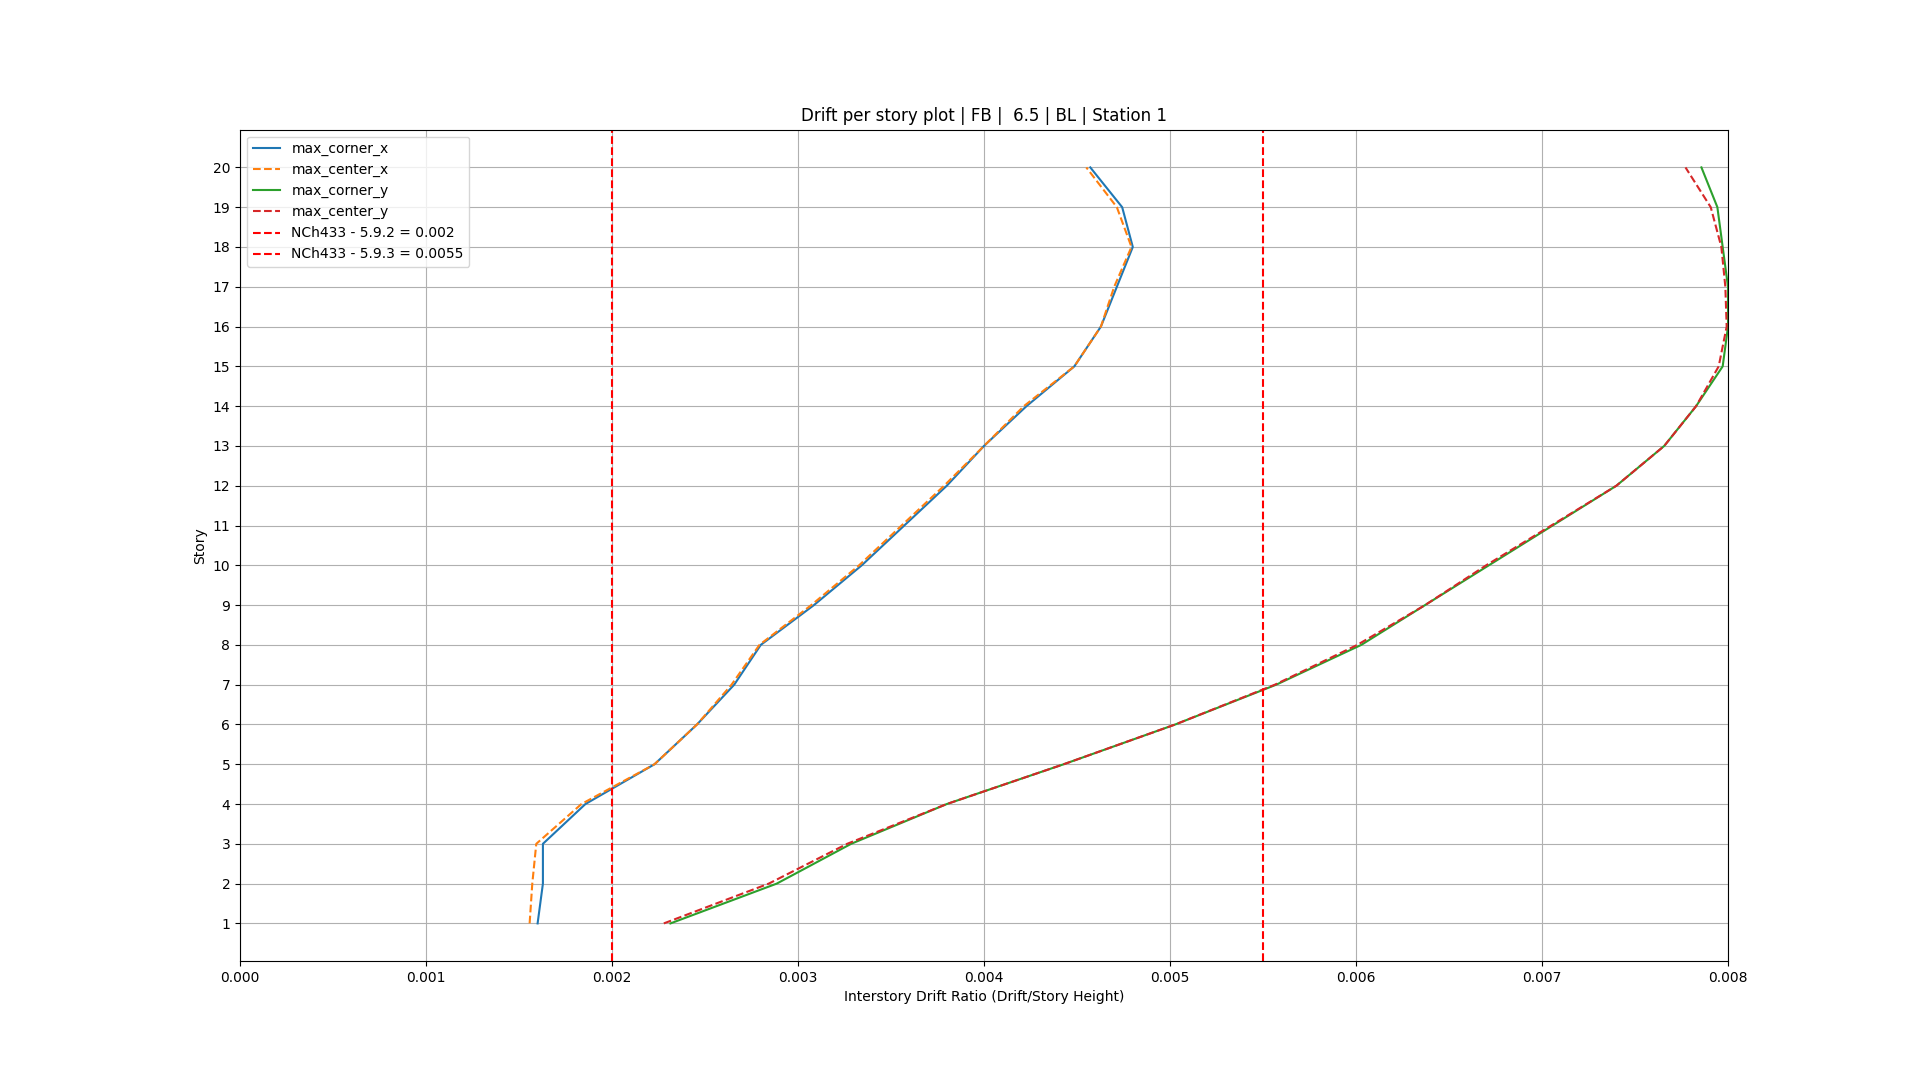 Drift per story plot | FB |  6.5 | BL | Station 1
max_corner_x
max_center_x
max_corner_y
max_center_y
NCh433 - 5.9.2 = 0.002
NCh433 - 5.9.3 = 0.0055
20
19
18
17
16
15
14
13
12
11
10
9
8
7
6
5
4
3
2
1
Story
0.000 0.001 0.002 0.003 0.004 0.005 0.006 0.007 0.008
Interstory Drift Ratio (Drift/Story Height)